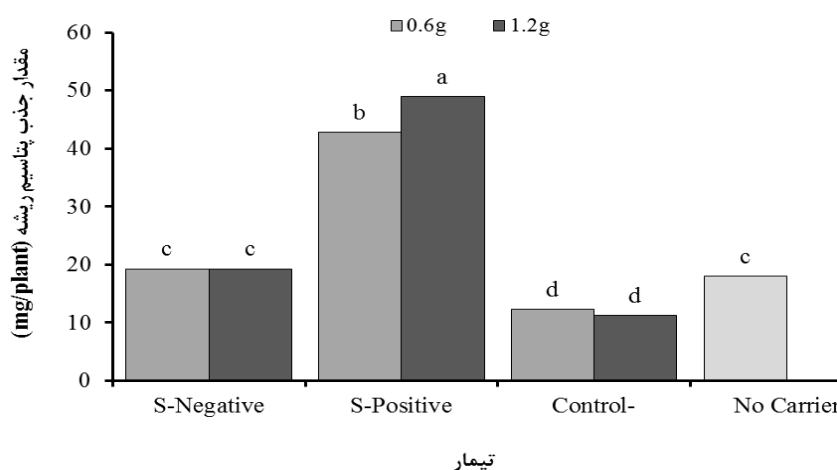 0.6g 1.2g
مقدار جذب پتاسیم ریشه (mg/plant)
60
50
40
30
20
10
0
c c b a d d c
S-Negative S-Positive Control- No Carrier
تیمار